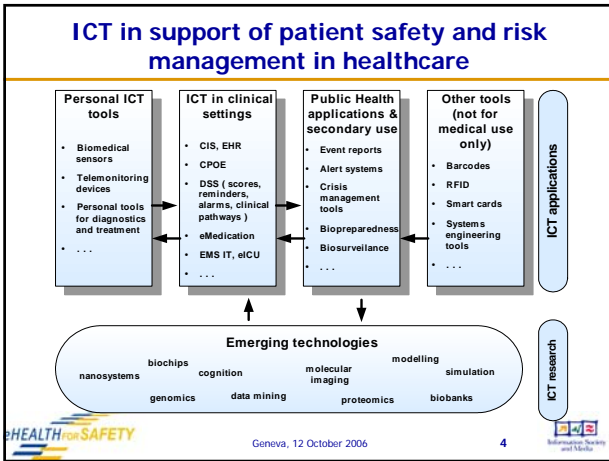 ICT in support of patient safety and risk
management in healthcare
Personal ICT
tools
• Biomedical
sensors
• Telemonitoring
devices
• Personal tools
for diagnostics
and treatment
• . . .
ICT in clinical
settings
• CIS, EHR
• CPOE
• DSS ( scores,
reminders,
alarms, clinical
pathways )
• eMedication
• EMS IT, eICU
• . . .
Public Health
applications &
secondary use
• Event reports
• Alert systems
• Crisis
management
tools
• Biopreparedness
• Biosurveilance
• . . .
Other tools
(not for
medical use
only)
• Barcodes
• RFID
• Smart cards
• Systems
engineering
tools
• . . .
ICT applications
Emerging technologies
nanosystems
biochips
cognition
molecular
imaging
modelling
simulation
genomics
data mining
proteomics
biobanks
ICT research
eHEALTH FOR SAFETY
Geneva, 12 October 2006
4
Information Society
and Media